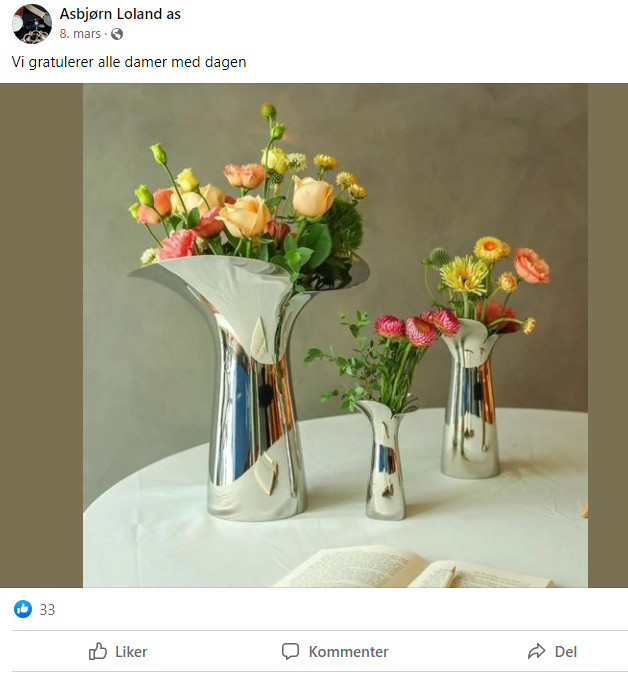 Asbjørn Loland as
8. mars ·
Vi gratulerer alle damer med dagen
33
Liker
Kommenter
Del